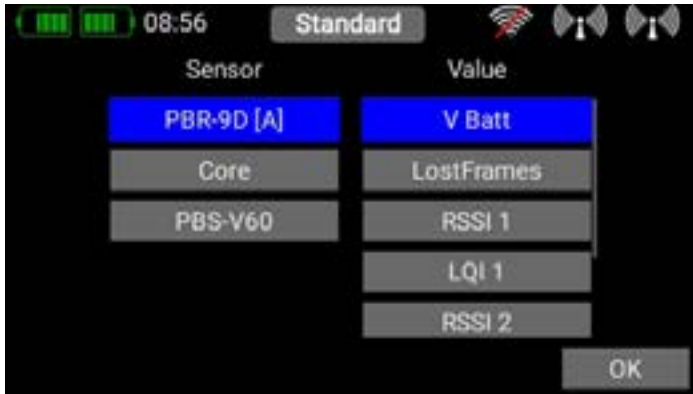 08:56 Standard
Sensor Value
PBR-9D [A] V Batt
Core LostFrames
PBS-V60 RSSI 1
LQI 1
RSSI 2
OK